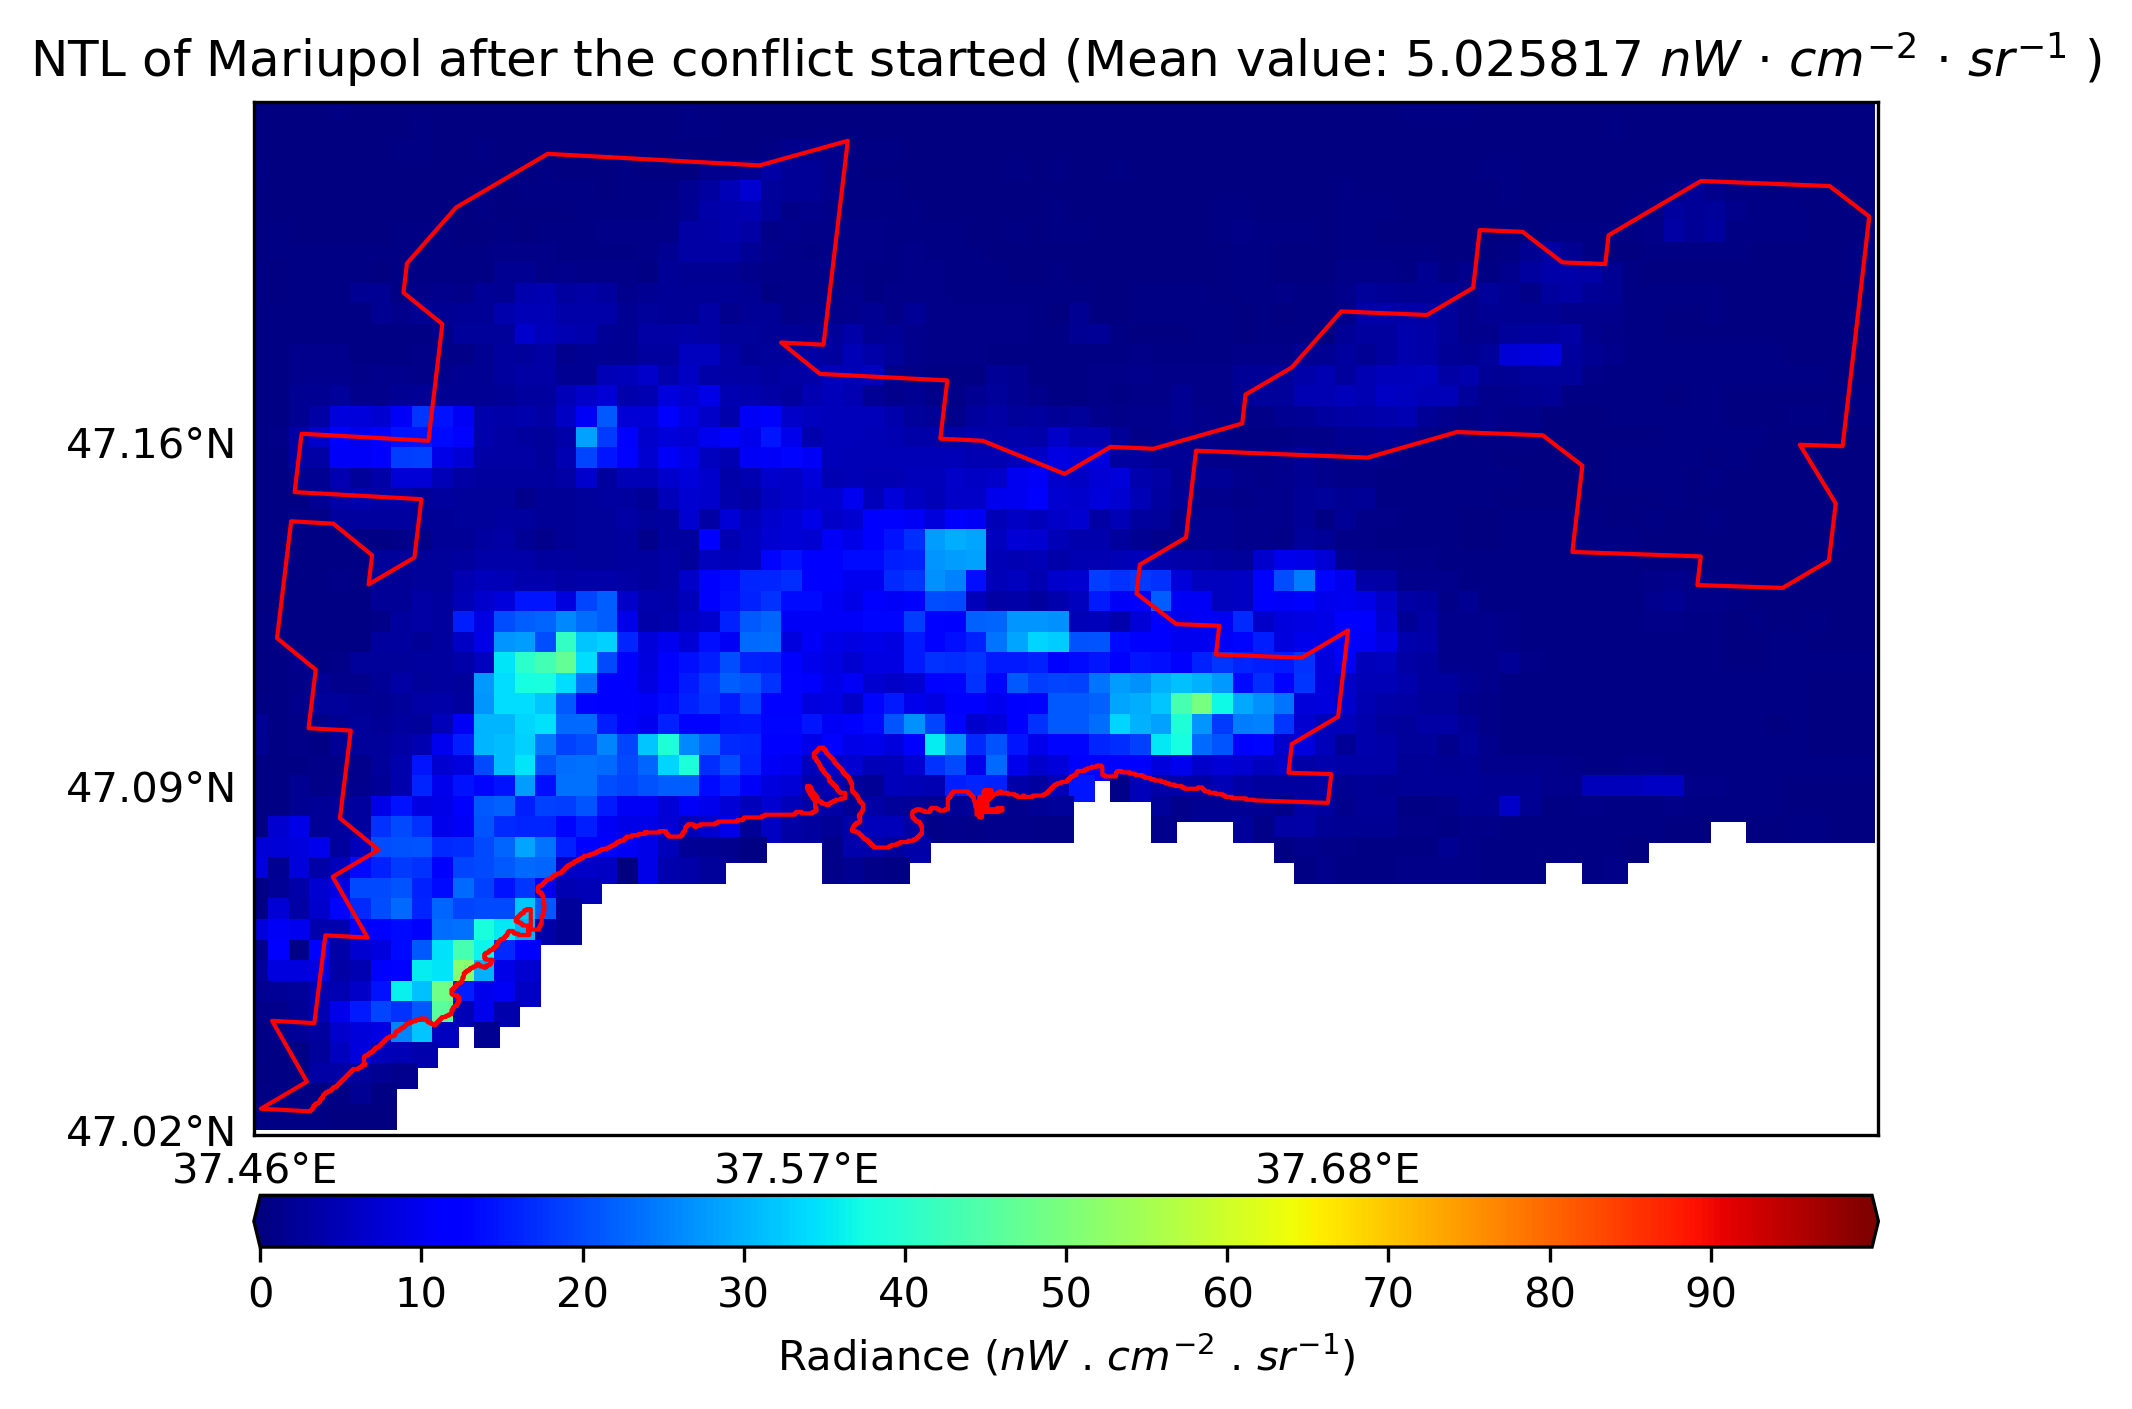 NTL of Mariupol after the conflict started (Mean value: 5.025817 nW · cm⁻² · sr⁻¹ )
47.16°N
47.09°N
47.02°N
37.46°E 37.57°E 37.68°E
0 10 20 30 40 50 60 70 80 90
Radiance (nW . cm⁻² . sr⁻¹)